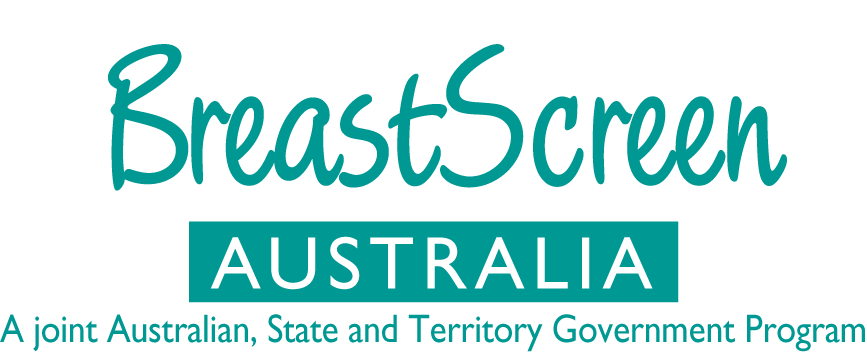 BreastScreen
AUSTRALIA
A joint Australian, State and Territory Government Program